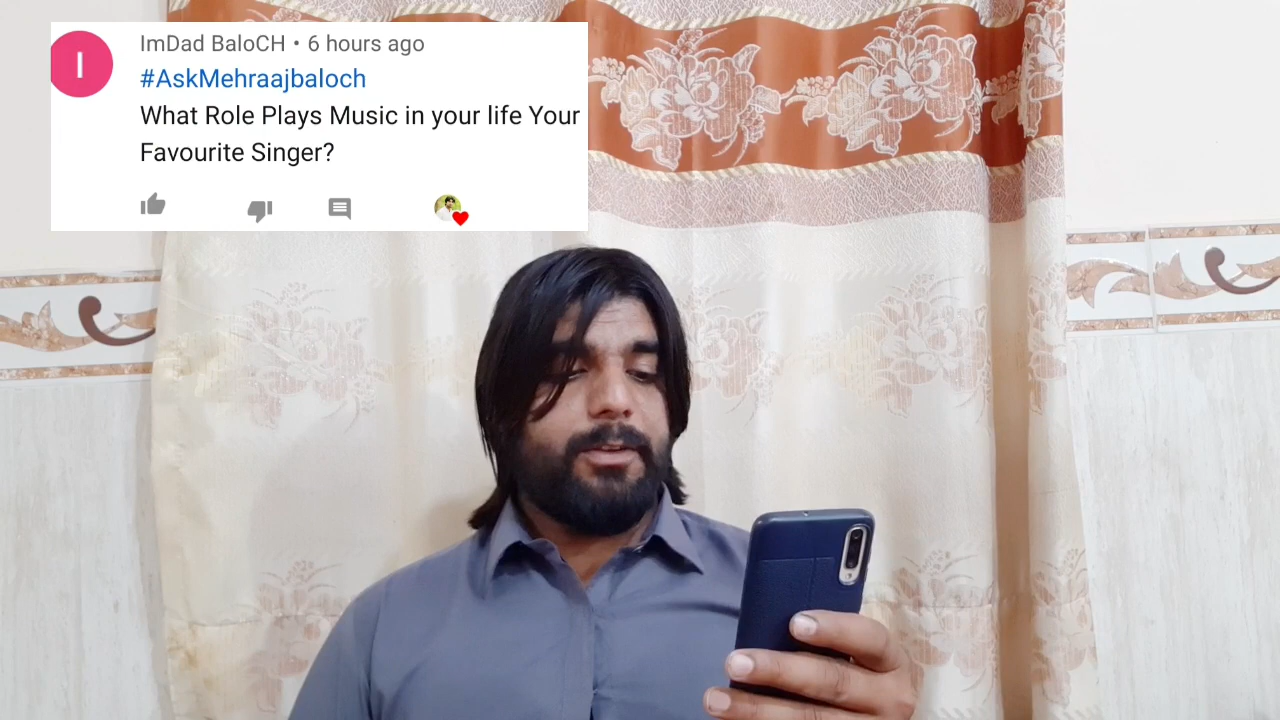 I
ImDad BaloCH • 6 hours ago
#AskMehraajbaloch
What Role Plays Music in your life Your
Favourite Singer?